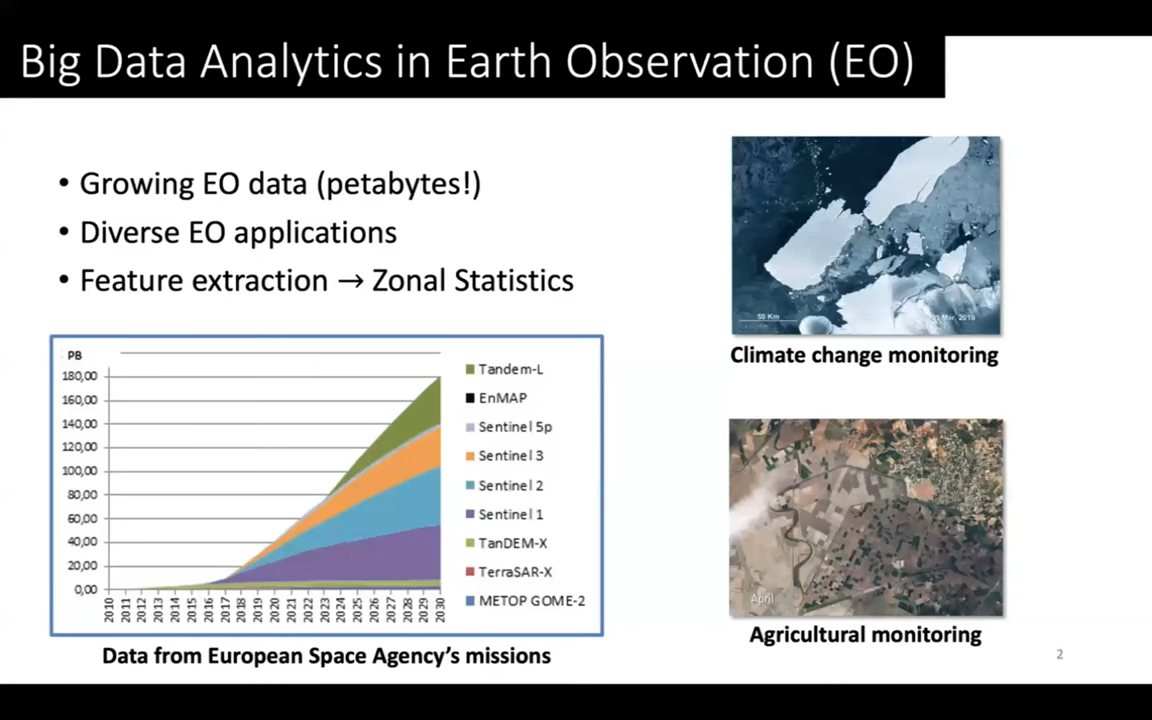 Big Data Analytics in Earth Observation (EO)
• Growing EO data (petabytes!)
• Diverse EO applications
• Feature extraction → Zonal Statistics
PB
180,00
160,00
140,00
120,00
100,00
80,00
60,00
40,00
20,00
0,00
2010
2011
2012
2013
2014
2015
2016
2017
2018
2019
2020
2021
2022
2023
2024
2025
2026
2027
2028
2029
2030
Tandem-L
EnMAP
Sentinel 5p
Sentinel 3
Sentinel 2
Sentinel 1
TanDEM-X
TerraSAR-X
METOP GOME-2
Data from European Space Agency's missions
50 Km
Mar, 2010
Climate change monitoring
April
Agricultural monitoring
2